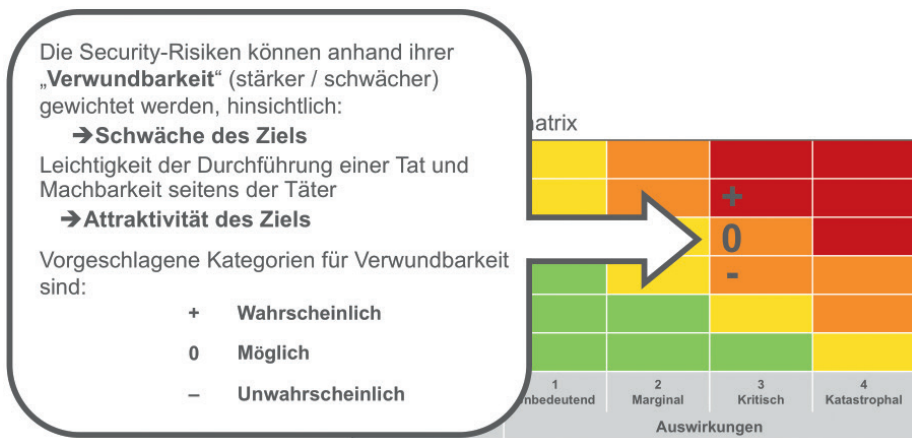 Die Security-Risiken können anhand ihrer
„Verwundbarkeit“ (stärker / schwächer)
gewichtet werden, hinsichtlich:
➔Schwäche des Ziels
Leichtigkeit der Durchführung einer Tat und
Machbarkeit seitens der Täter
➔Attraktivität des Ziels
Vorgeschlagene Kategorien für Verwundbarkeit
sind:
+ Wahrscheinlich
0 Möglich
– Unwahrscheinlich
atrix
+
0
-
1 2 3 4
nbedeutend Marginal Kritisch Katastrophal
Auswirkungen